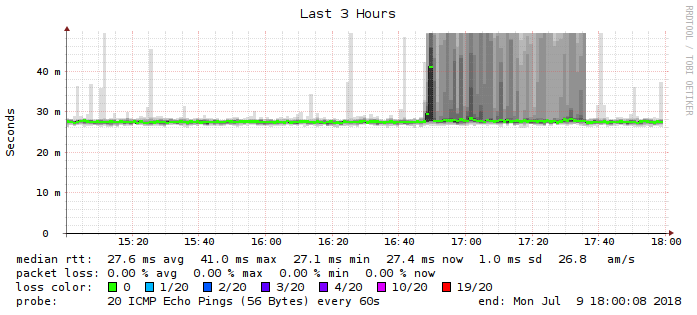 Last 3 Hours
RRDTOOL / TOBI OETIKER
Seconds
40 m
30 m
20 m
10 m
0
15:20 15:40 16:00 16:20 16:40 17:00 17:20 17:40 18:00
median rtt: 27.6 ms avg 41.0 ms max 27.1 ms min 27.4 ms now 1.0 ms sd 26.8 am/s
packet loss: 0.00 % avg 0.00 % max 0.00 % min 0.00 % now
loss color: 0 1/20 2/20 3/20 4/20 10/20 19/20
probe: 20 ICMP Echo Pings (56 Bytes) every 60s end: Mon Jul 9 18:00:08 2018